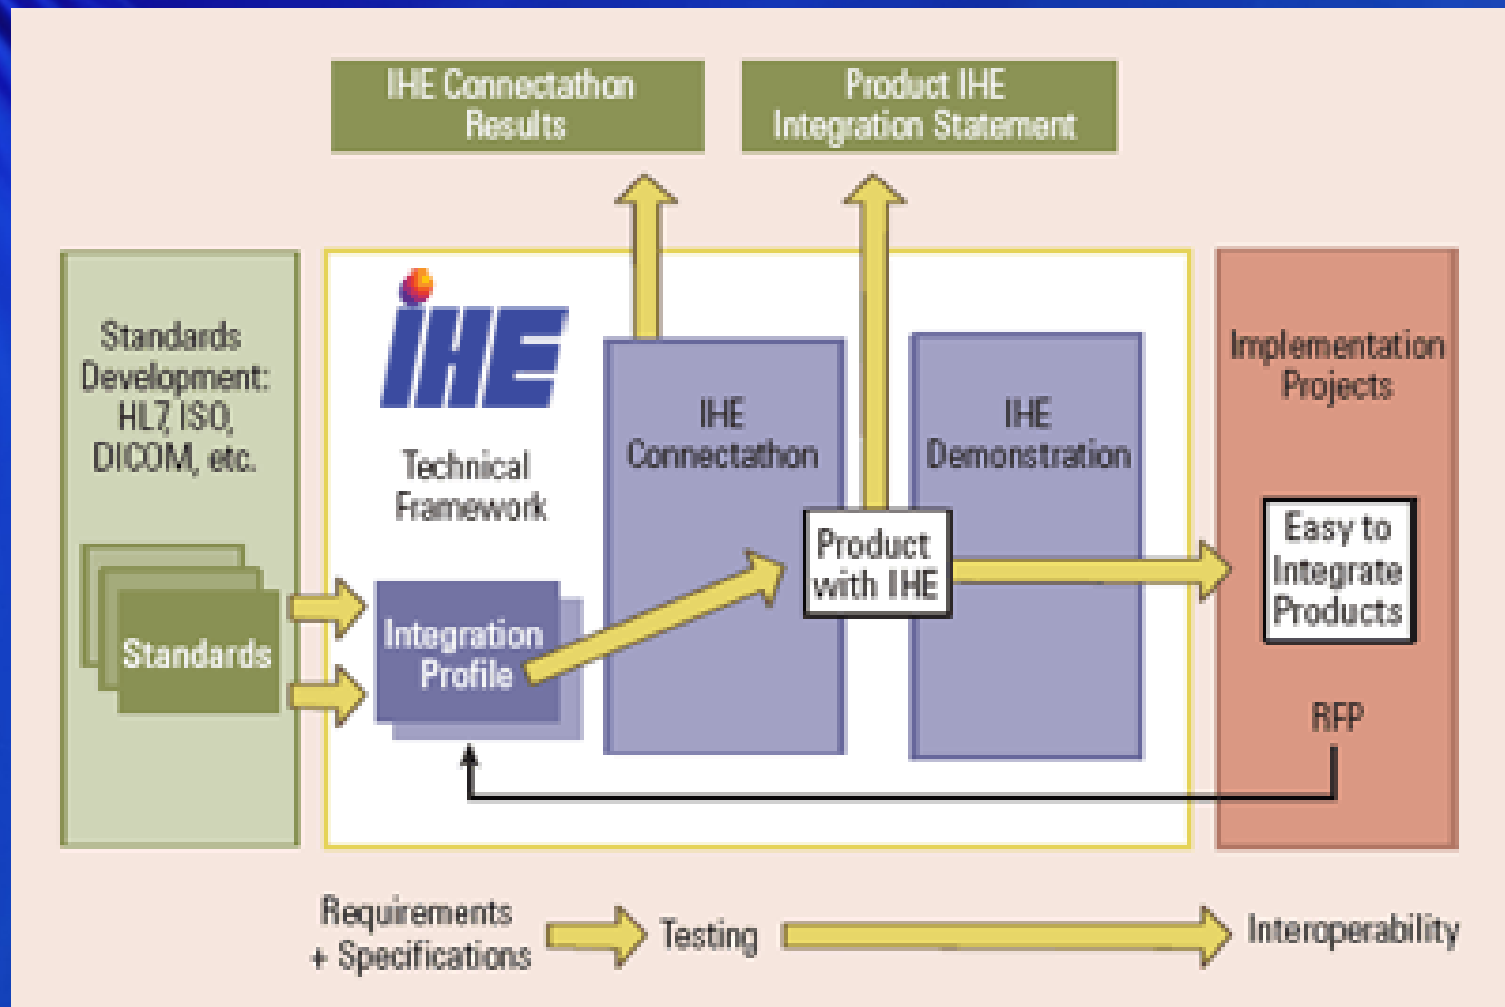 IHE Connectathon
Results
Product IHE
Integration Statement
Standards
Development:
HL7, ISO,
DICOM, etc.
Standards
IHE
Technical
Framework
Integration
Profile
IHE
Connectathon
Product
with IHE
IHE
Demonstration
Implementation
Projects
Easy to
Integrate
Products
RFP
Requirements
+ Specifications
Testing
Interoperability